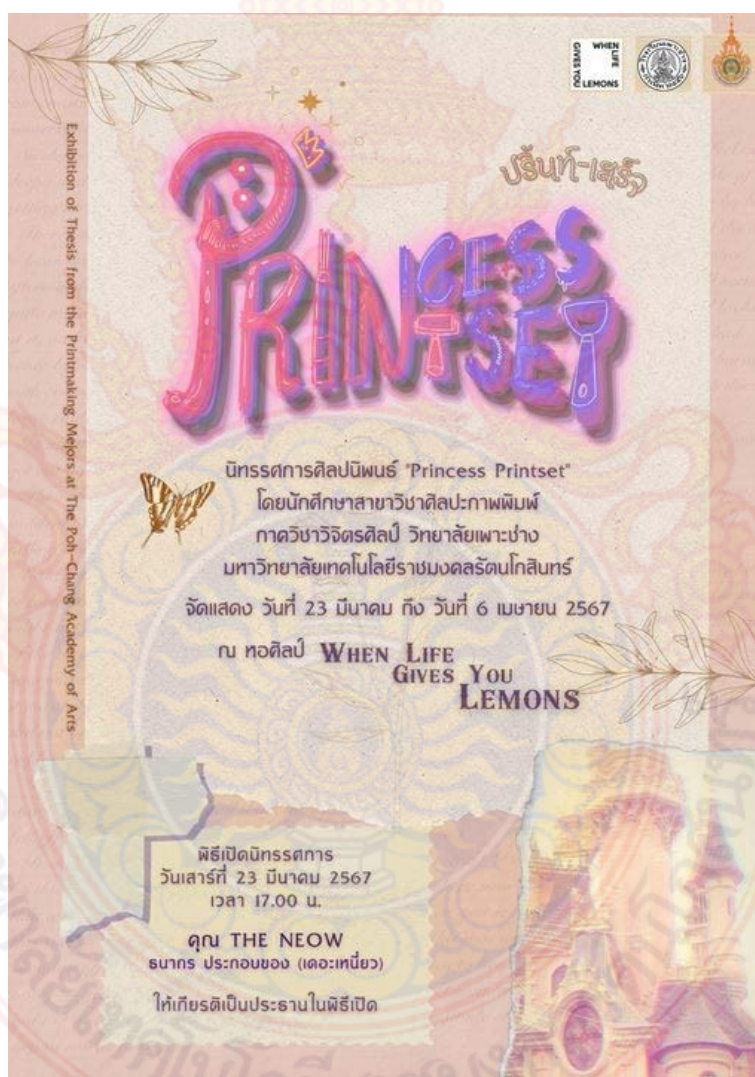 WHEN LIFE
GIVES YOU LEMONS
PRINCESS
PRINTSET
ปริ้นท์-เสร็จ
Exhibition of Thesis from the Printmaking Mejors at The Poh-Chang Academy of Arts
นิทรรศการศิลปนิพนธ์ "Princess Printset"
โดยนักศึกษาสาขาวิชาศิลปะภาพพิมพ์
ภาควิชาวิจิตรศิลป์ วิทยาลัยเพาะช่าง
มหาวิทยาลัยเทคโนโลยีราชมงคลรัตนโกสินทร์
จัดแสดง วันที่ 23 มีนาคม ถึง วันที่ 6 เมษายน 2567
ณ หอศิลป์ WHEN LIFE
GIVES YOU
LEMONS
พิธีเปิดนิทรรศการ
วันเสาร์ที่ 23 มีนาคม 2567
เวลา 17.00 น.
คุณ THE NEOW
ธนากร ประกอบของ (เดอะเหนี่ยว)
ให้เกียรติเป็นประธานในพิธีเปิด